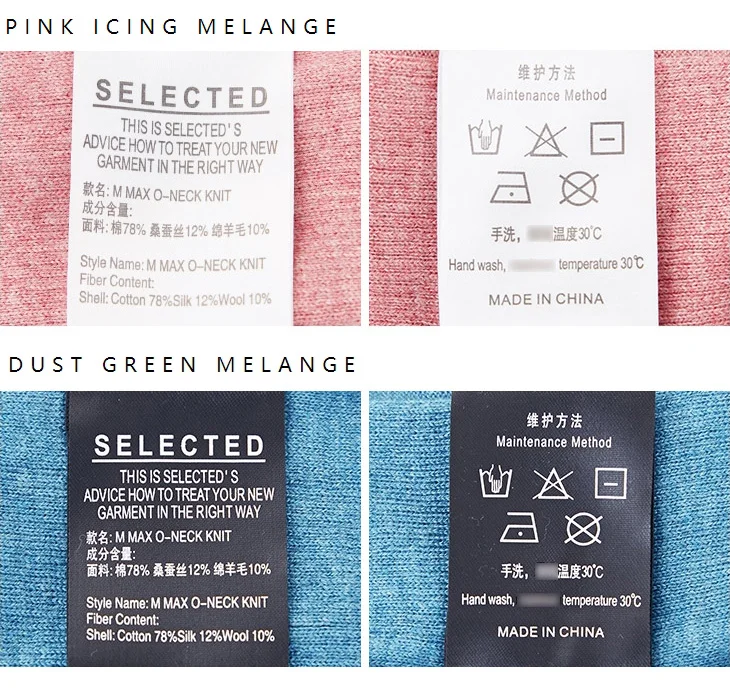 PINK ICING MELANGE
SELECTED
THIS IS SELECTED'S
ADVICE HOW TO TREAT YOUR NEW
GARMENT IN THE RIGHT WAY
款名: M MAX O-NECK KNIT
成分含量:
面料: 棉78% 桑蚕丝12% 绵羊毛10%
Style Name: M MAX O-NECK KNIT
Fiber Content:
Shell: Cotton 78%Silk 12%Wool 10%
维护方法
Maintenance Method
手洗, 温度30℃
Hand wash, temperature 30℃
MADE IN CHINA
DUST GREEN MELANGE
SELECTED
THIS IS SELECTED'S
ADVICE HOW TO TREAT YOUR NEW
GARMENT IN THE RIGHT WAY
款名: M MAX O-NECK KNIT
成分含量:
面料: 棉78% 桑蚕丝12% 绵羊毛10%
Style Name: M MAX O-NECK KNIT
Fiber Content:
Shell: Cotton 78%Silk 12%Wool 10%
维护方法
Maintenance Method
手洗, 温度30℃
Hand wash, temperature 30℃
MADE IN CHINA